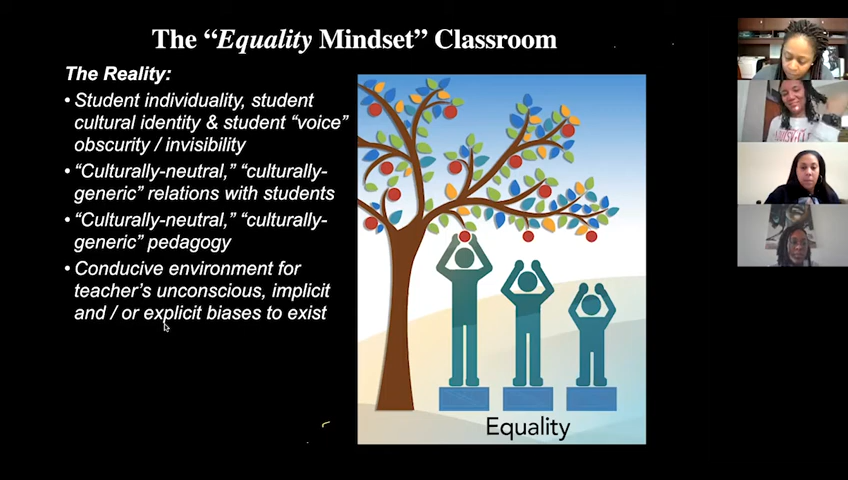 The “Equality Mindset” Classroom
The Reality:
• Student individuality, student
cultural identity & student “voice”
obscurity / invisibility
• “Culturally-neutral,” “culturally-
generic” relations with students
• “Culturally-neutral,” “culturally-
generic” pedagogy
• Conducive environment for
teacher’s unconscious, implicit
and / or explicit biases to exist
Equality